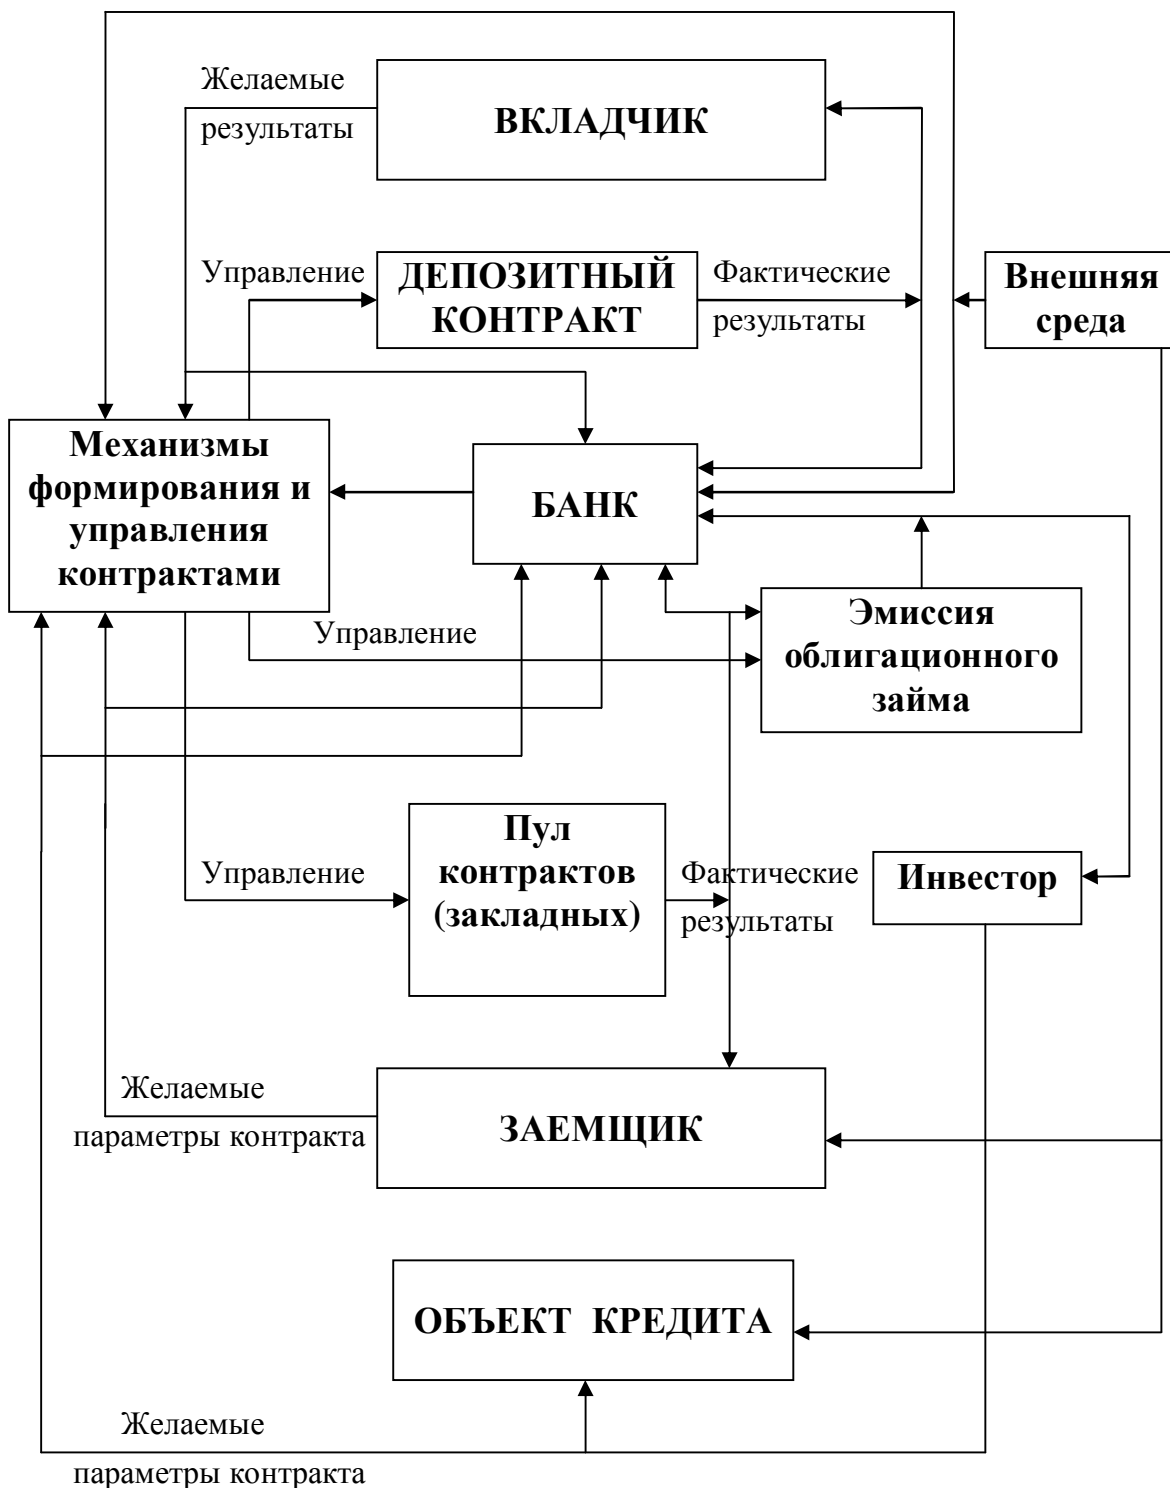 Желаемые
результаты
ВКЛАДЧИК
Управление
ДЕПОЗИТНЫЙ
КОНТРАКТ
Фактические
результаты
Внешняя
среда
Механизмы
формирования и
управления
контрактами
БАНК
Управление
Эмиссия
облигационного
займа
Управление
Пул
контрактов
(закладных)
Фактические
результаты
Инвестор
Желаемые
параметры контракта
ЗАЕМЩИК
ОБЪЕКТ КРЕДИТА
Желаемые
параметры контракта